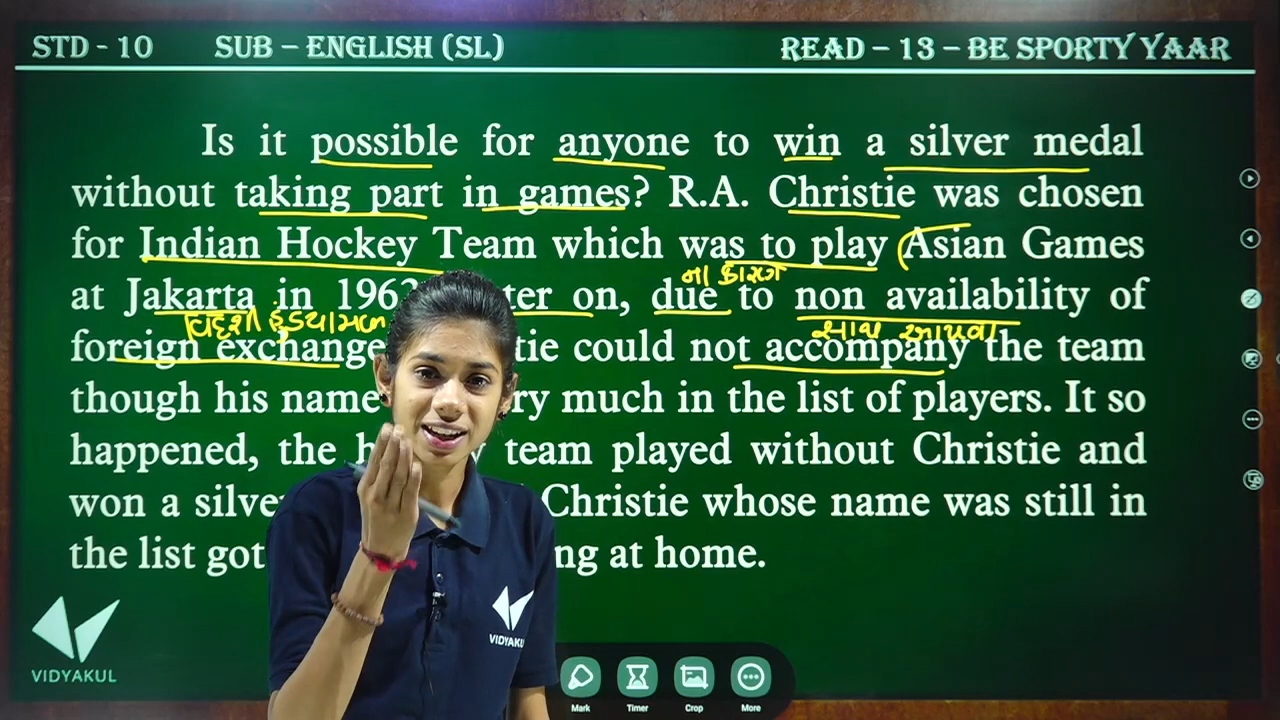 STD - 10 SUB – ENGLISH (SL) READ – 13 – BE SPORTY YAAR
Is it possible for anyone to win a silver medal
without taking part in games? R.A. Christie was chosen
for Indian Hockey Team which was to play Asian Games
ના કારણે
at Jakarta in 196 ter on, due to non availability of
વિદેશી હૂંડિયામણ સાથ આપવા
foreign exchange tie could not accompany the team
though his name ry much in the list of players. It so
happened, the h y team played without Christie and
won a silve Christie whose name was still in
the list got ng at home.
VIDYAKUL
VIDYAKU
Mark Timer Crop More